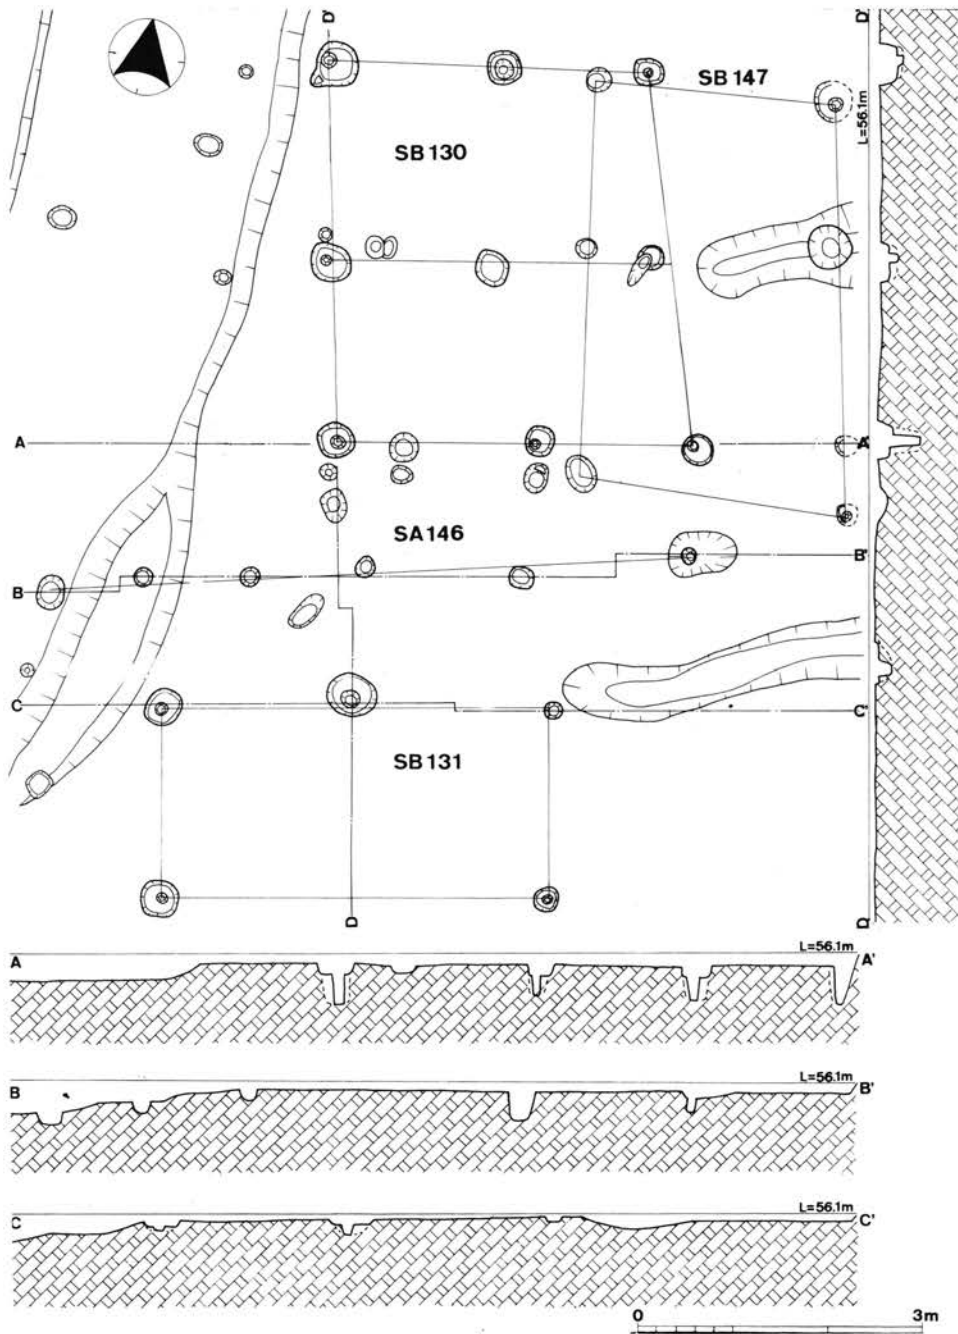 D'
D'
SB 147
L=56.1m
SB 130
A
A'
SA 146
B
B'
C
C'
SB 131
D
D
L=56.1m
A
A'
L=56.1m
B
B'
L=56.1m
C
C'
0
3m